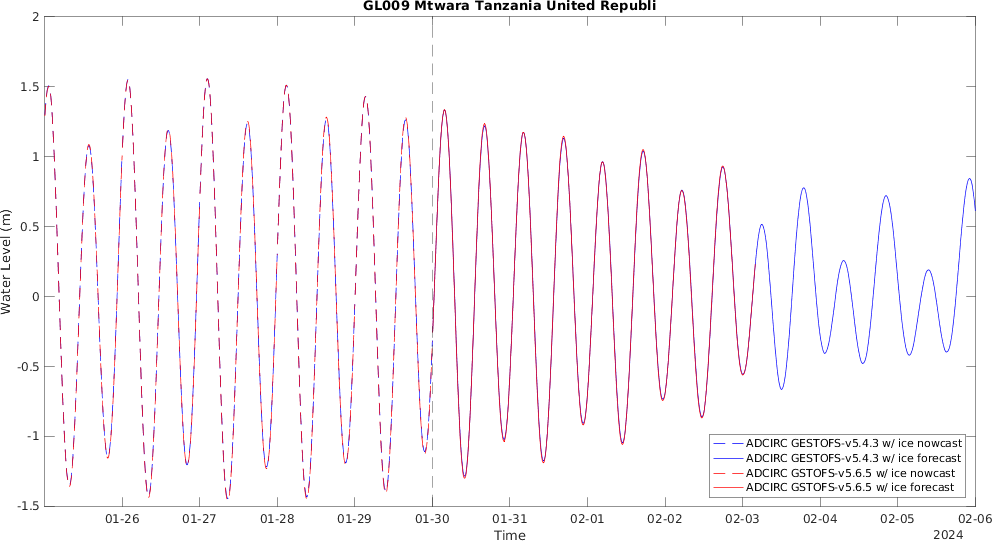 GL009 Mtwara Tanzania United Republi
2
1.5
1
0.5
0
-0.5
-1
-1.5
Water Level (m)
ADCIRC GESTOFS-v5.4.3 w/ ice nowcast
ADCIRC GESTOFS-v5.4.3 w/ ice forecast
ADCIRC GSTOFS-v5.6.5 w/ ice nowcast
ADCIRC GSTOFS-v5.6.5 w/ ice forecast
01-26 01-27 01-28 01-29 01-30 01-31 02-01 02-02 02-03 02-04 02-05 02-06
Time
2024